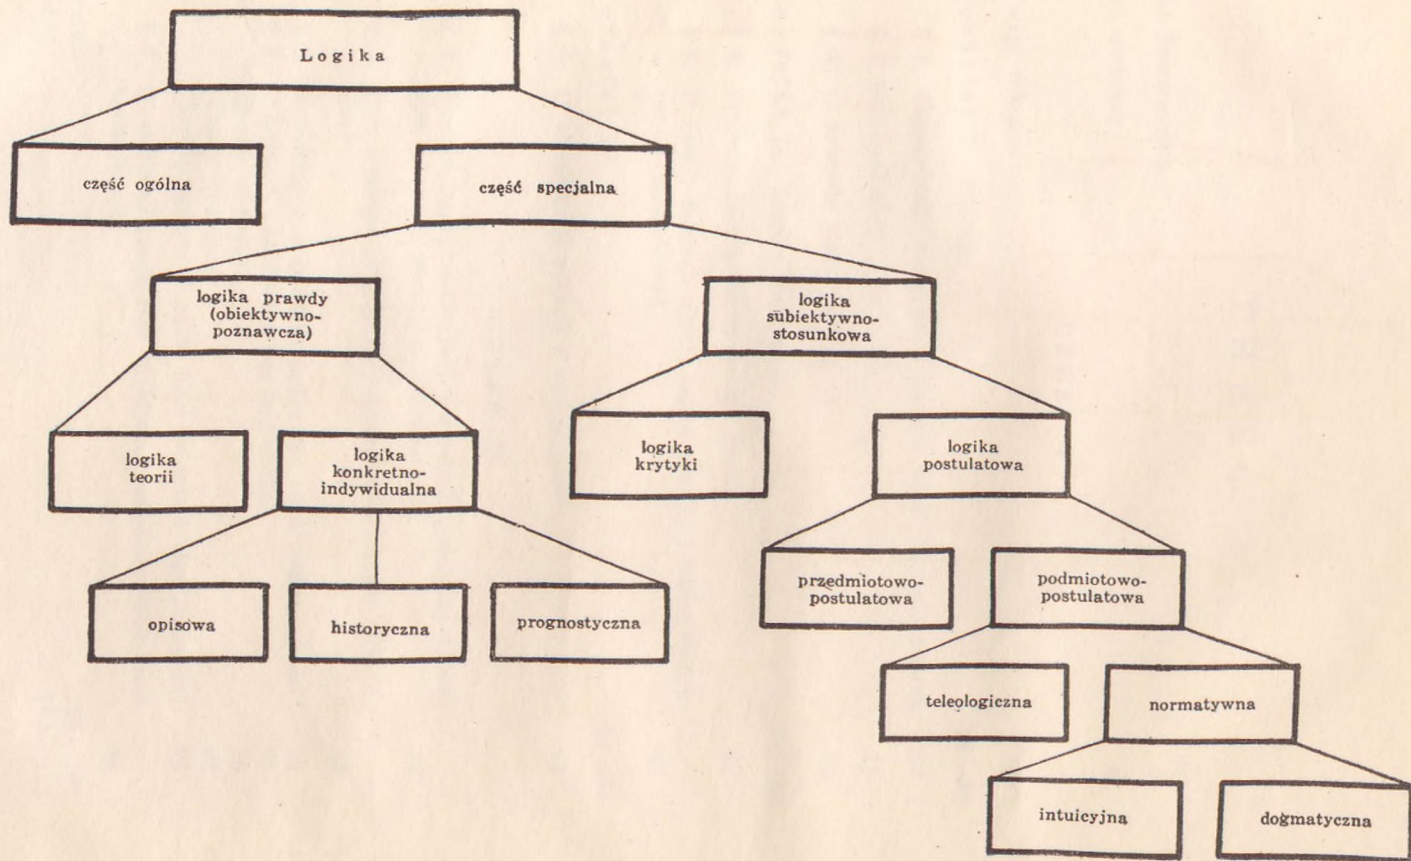 Logika
część ogólna
część specjalna
logika prawdy
(obiektywno-
poznawcza)
logika
subiektywno-
stosunkowa
logika
teorii
logika
konkretno-
indywidualna
logika
krytyki
logika
postulatowa
opisowa
historyczna
prognostyczna
przedmiotowo-
postulatowa
podmiotowo-
postulatowa
teleologiczna
normatywna
intuicyjna
dogmatyczna